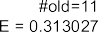 #old=11
E = 0.313027